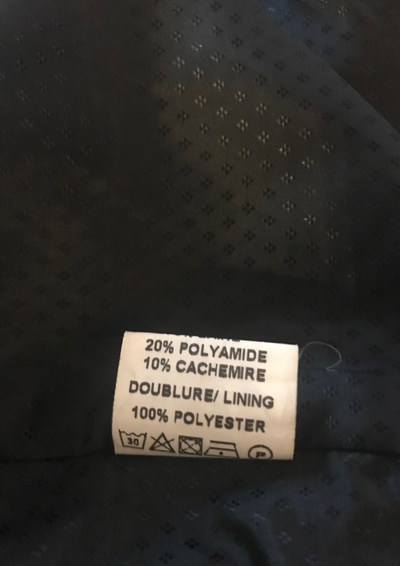 20% POLYAMIDE
10% CACHEMIRE
DOUBLURE/ LINING
100% POLYESTER
30 P